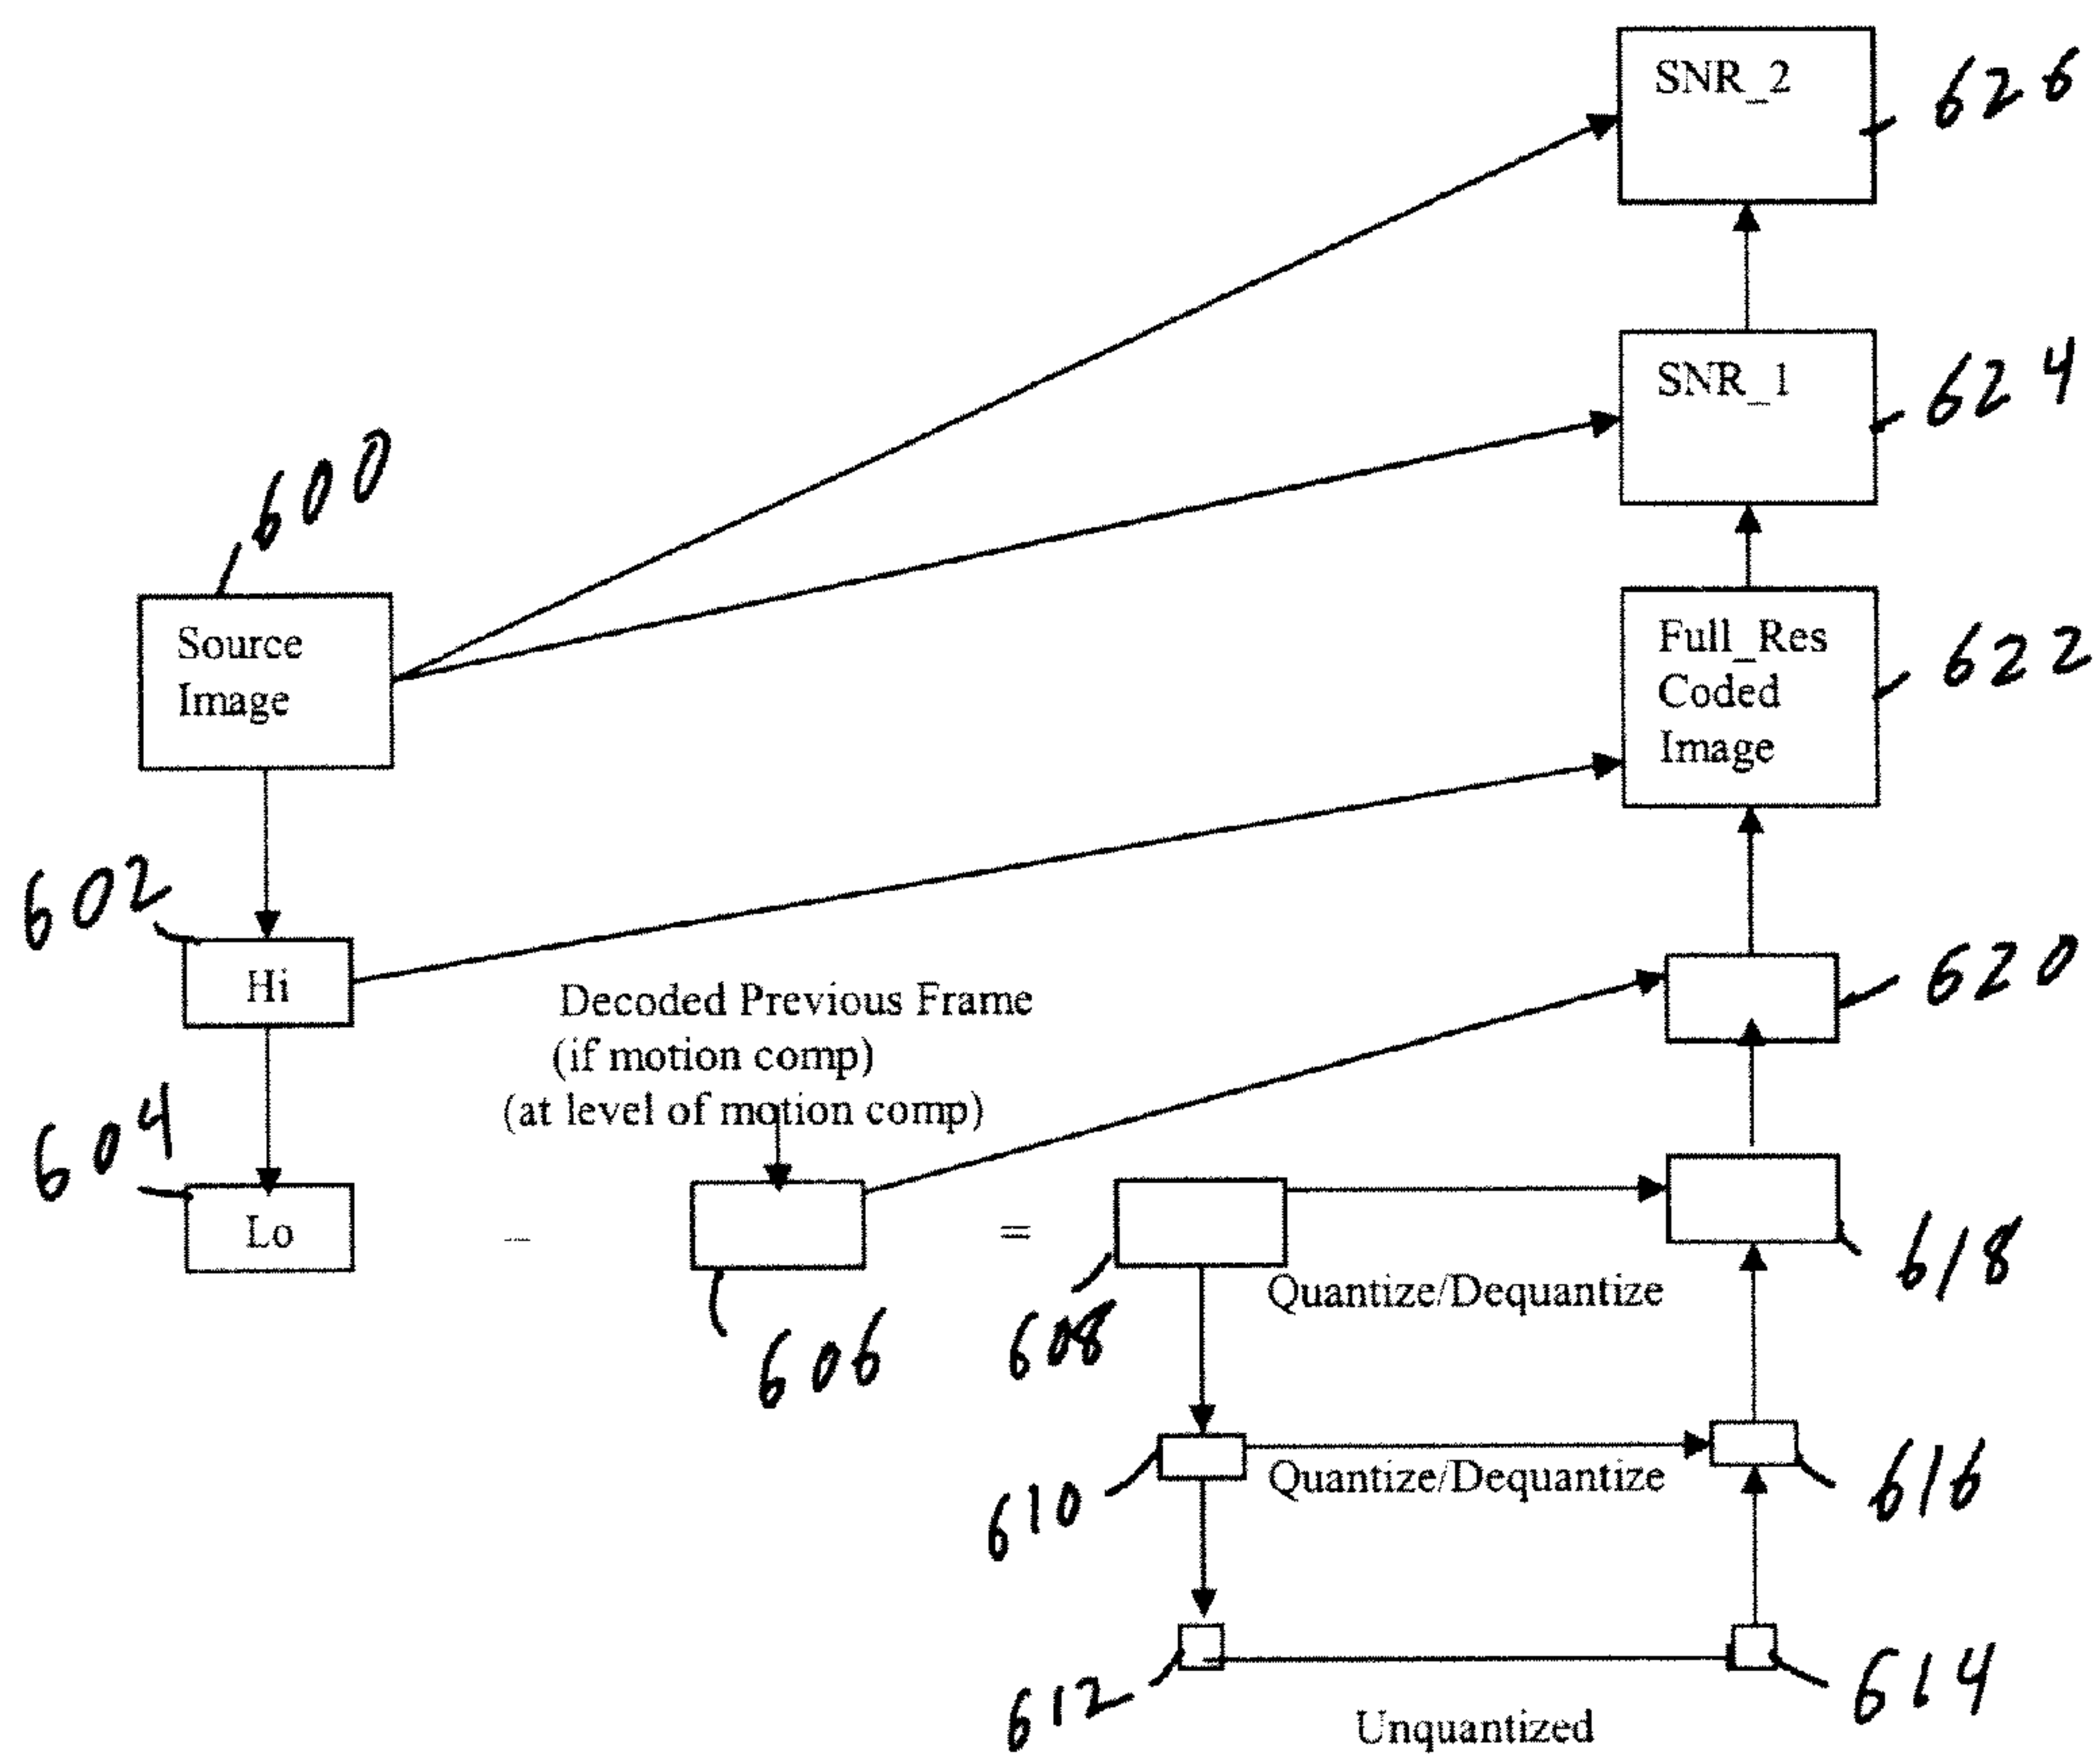 SNR_2
626
SNR_1
624
600
Source
Image
Full_Res
Coded
Image
622
602
Hi
620
Decoded Previous Frame
(if motion comp)
(at level of motion comp)
604
Lo
–
=
618
Quantize/Dequantize
606
608
610
Quantize/Dequantize
616
612
614
Unquantized